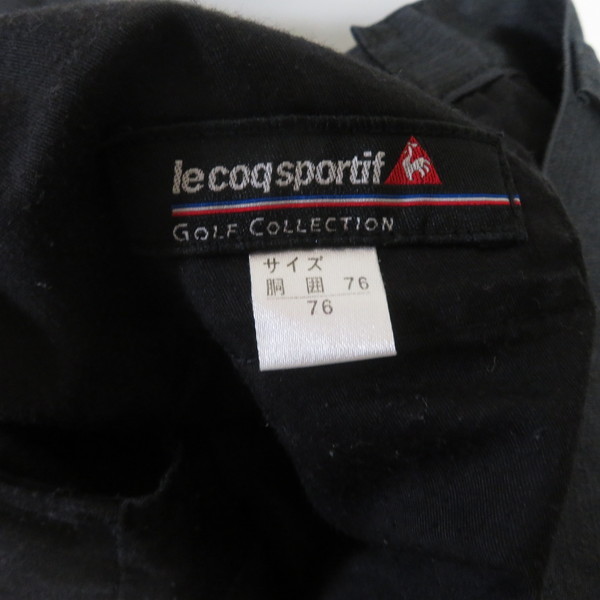 le coq sportif
GOLF COLLECTION
サイズ
胴囲 76
76